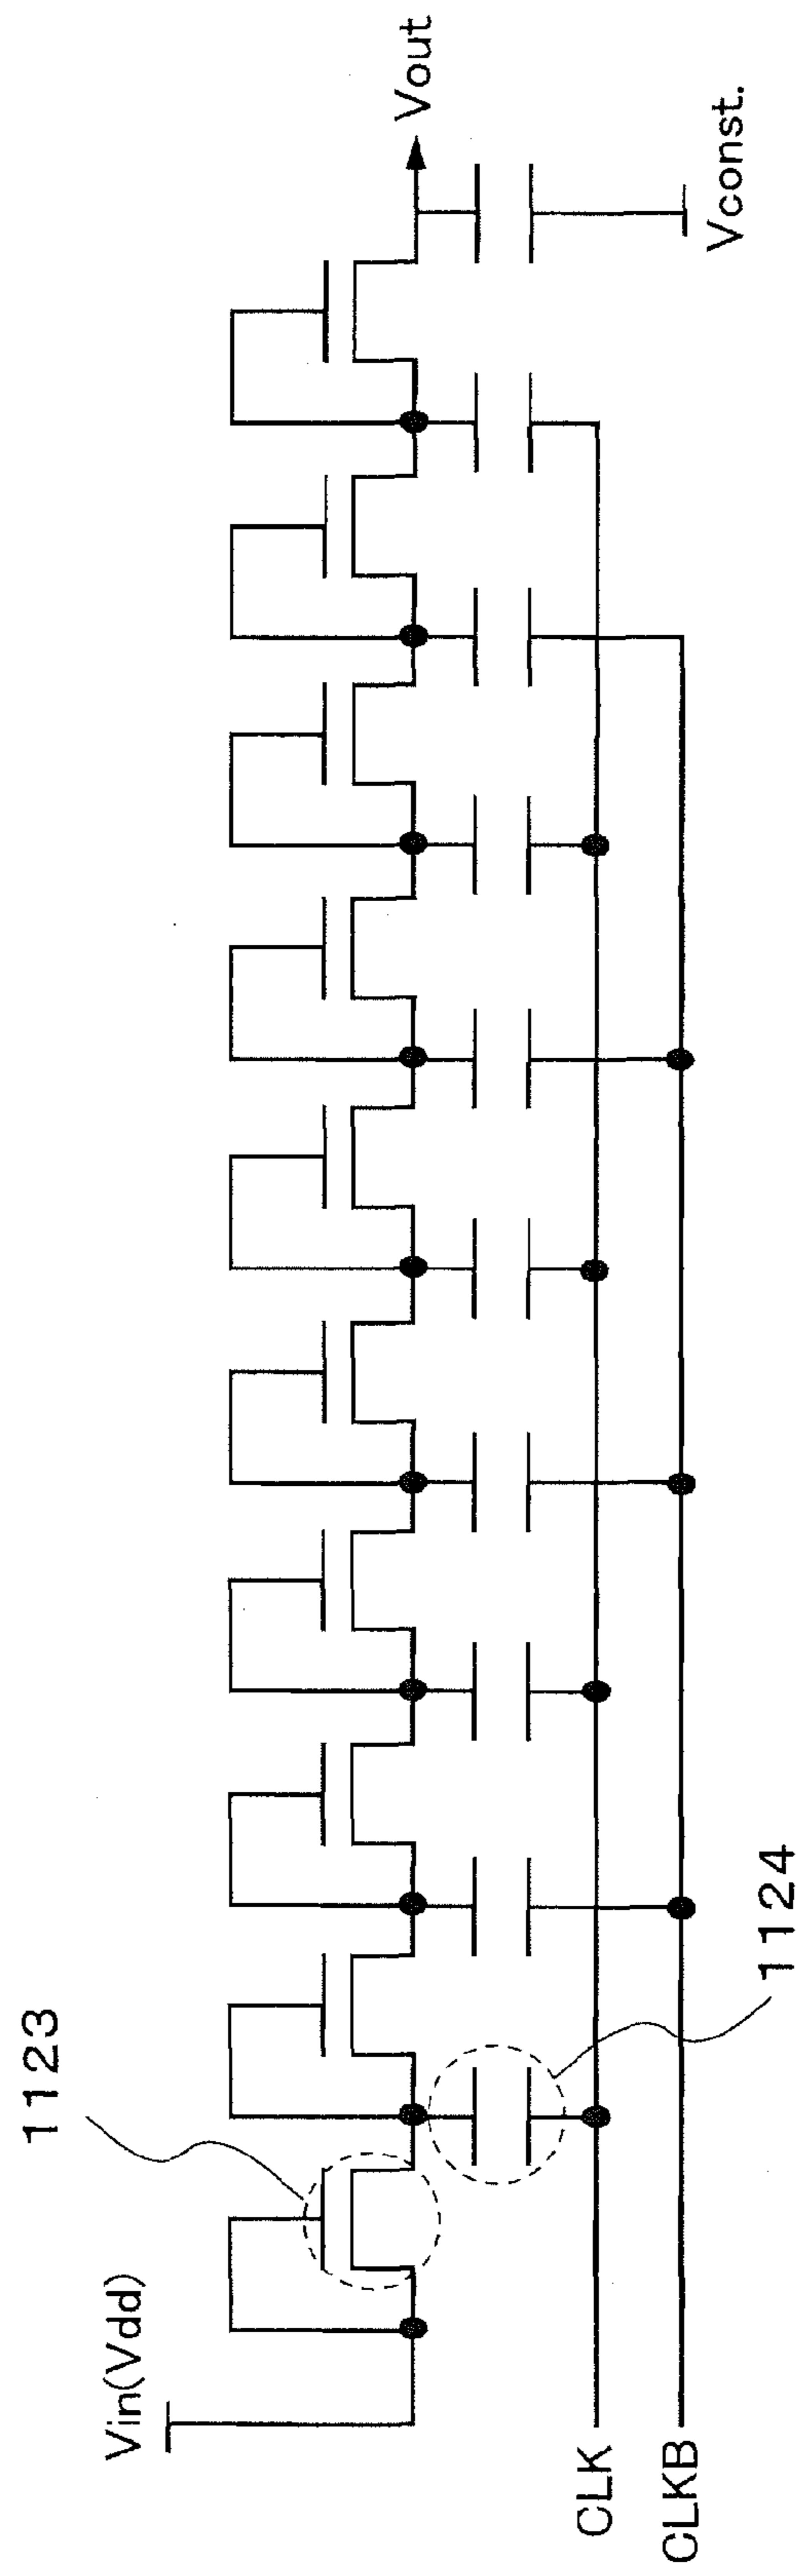 1123
Vin(Vdd)
Vout
Vconst.
CLK
CLKB
1124